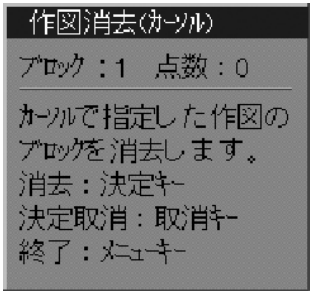 作図消去(ｶｰｿﾙ)
ﾌﾞﾛｯｸ：1 点数：0
ｶｰｿﾙで指定した作図の
ﾌﾞﾛｯｸを消去します。
消去：決定ｷｰ
決定取消：取消ｷｰ
終了：ﾒﾆｭｰｷｰ